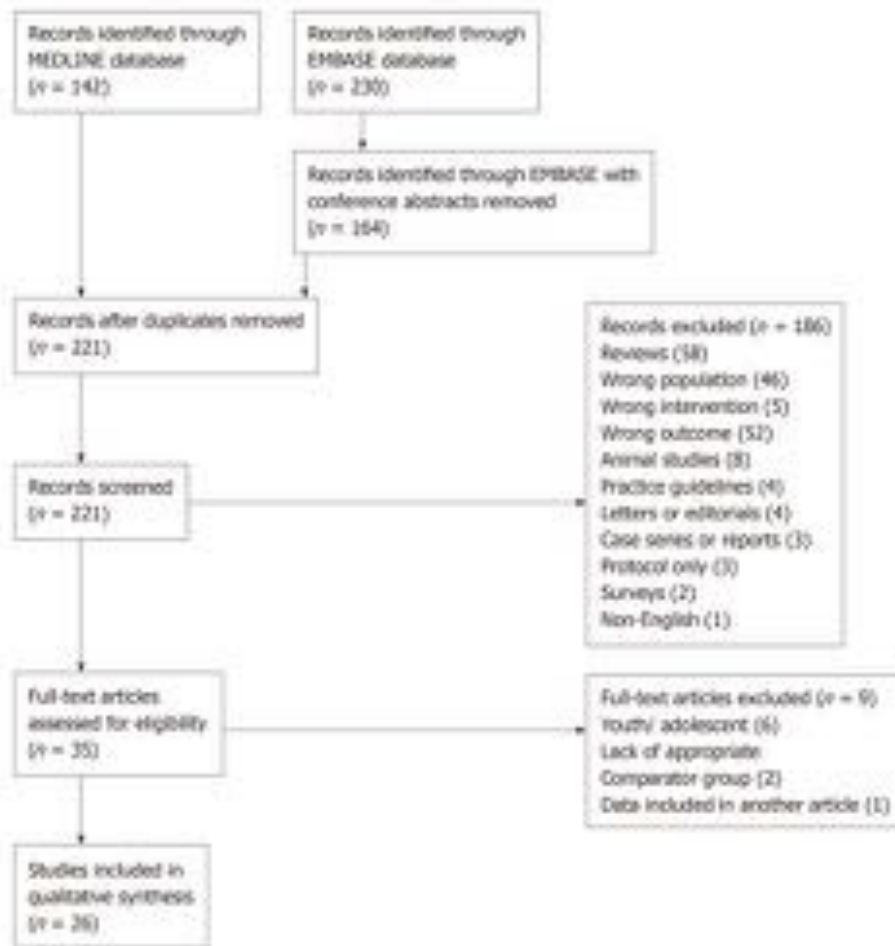 Records identified through
MEDLINE database
(n = 142)
Records identified through
EMBASE database
(n = 230)
Records identified through EMBASE with
conference abstracts removed
(n = 164)
Records after duplicates removed
(n = 221)
Records screened
(n = 221)
Records excluded (n = 186)
Reviews (58)
Wrong population (46)
Wrong intervention (5)
Wrong outcome (52)
Animal studies (8)
Practice guidelines (4)
Letters or editorials (4)
Case series or reports (3)
Protocol only (3)
Surveys (2)
Non-English (1)
Full-text articles
assessed for eligibility
(n = 35)
Full-text articles excluded (n = 9)
Youth/ adolescent (6)
Lack of appropriate
Comparator group (2)
Data included in another article (1)
Studies included in
qualitative synthesis
(n = 26)